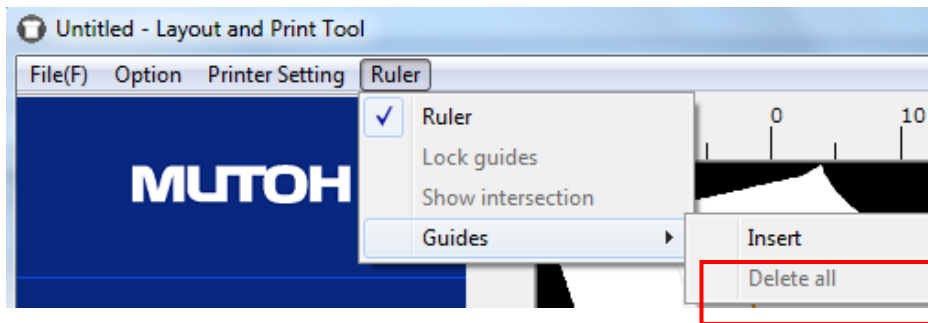 Untitled - Layout and Print Tool
File(F) Option Printer Setting Ruler
Ruler
0 10
Lock guides
MUTOH
Show intersection
Guides
Insert
Delete all